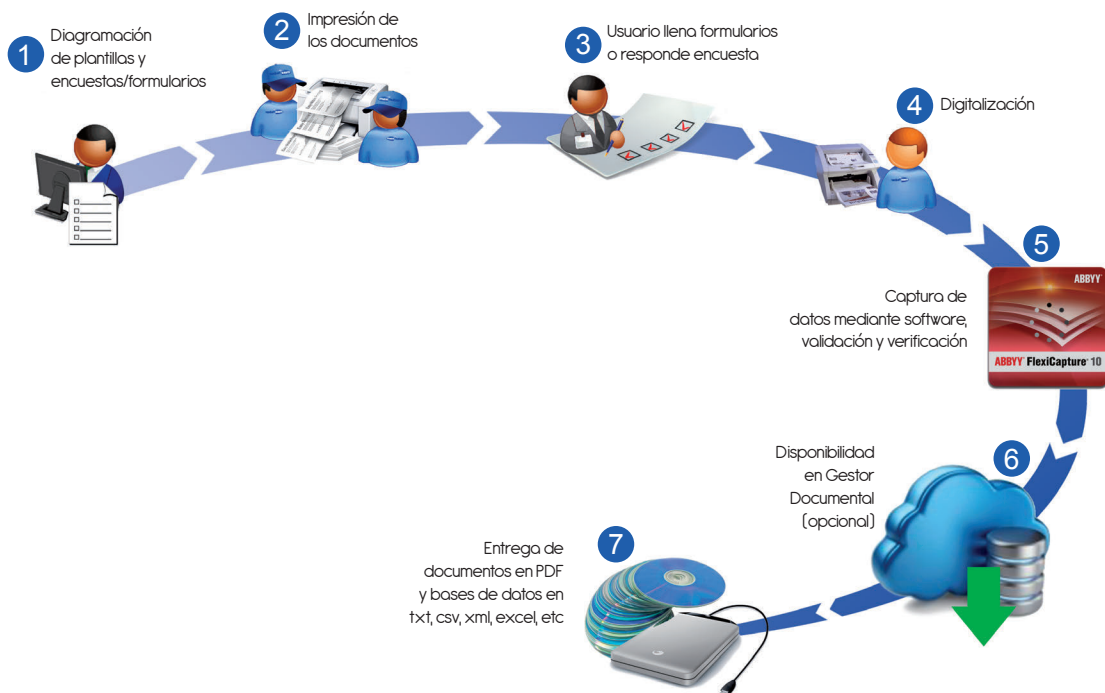 1
Diagramación
de plantillas y
encuestas/formularios
2
Impresión de
los documentos
3
Usuario llena formularios
o responde encuesta
4
Digitalización
5
ABBYY
ABBYY FlexiCapture 10
Captura de
datos mediante software,
validación y verificación
6
Disponibilidad
en Gestor
Documental
(opcional)
7
Entrega de
documentos en PDF
y bases de datos en
txt, csv, xml, excel, etc